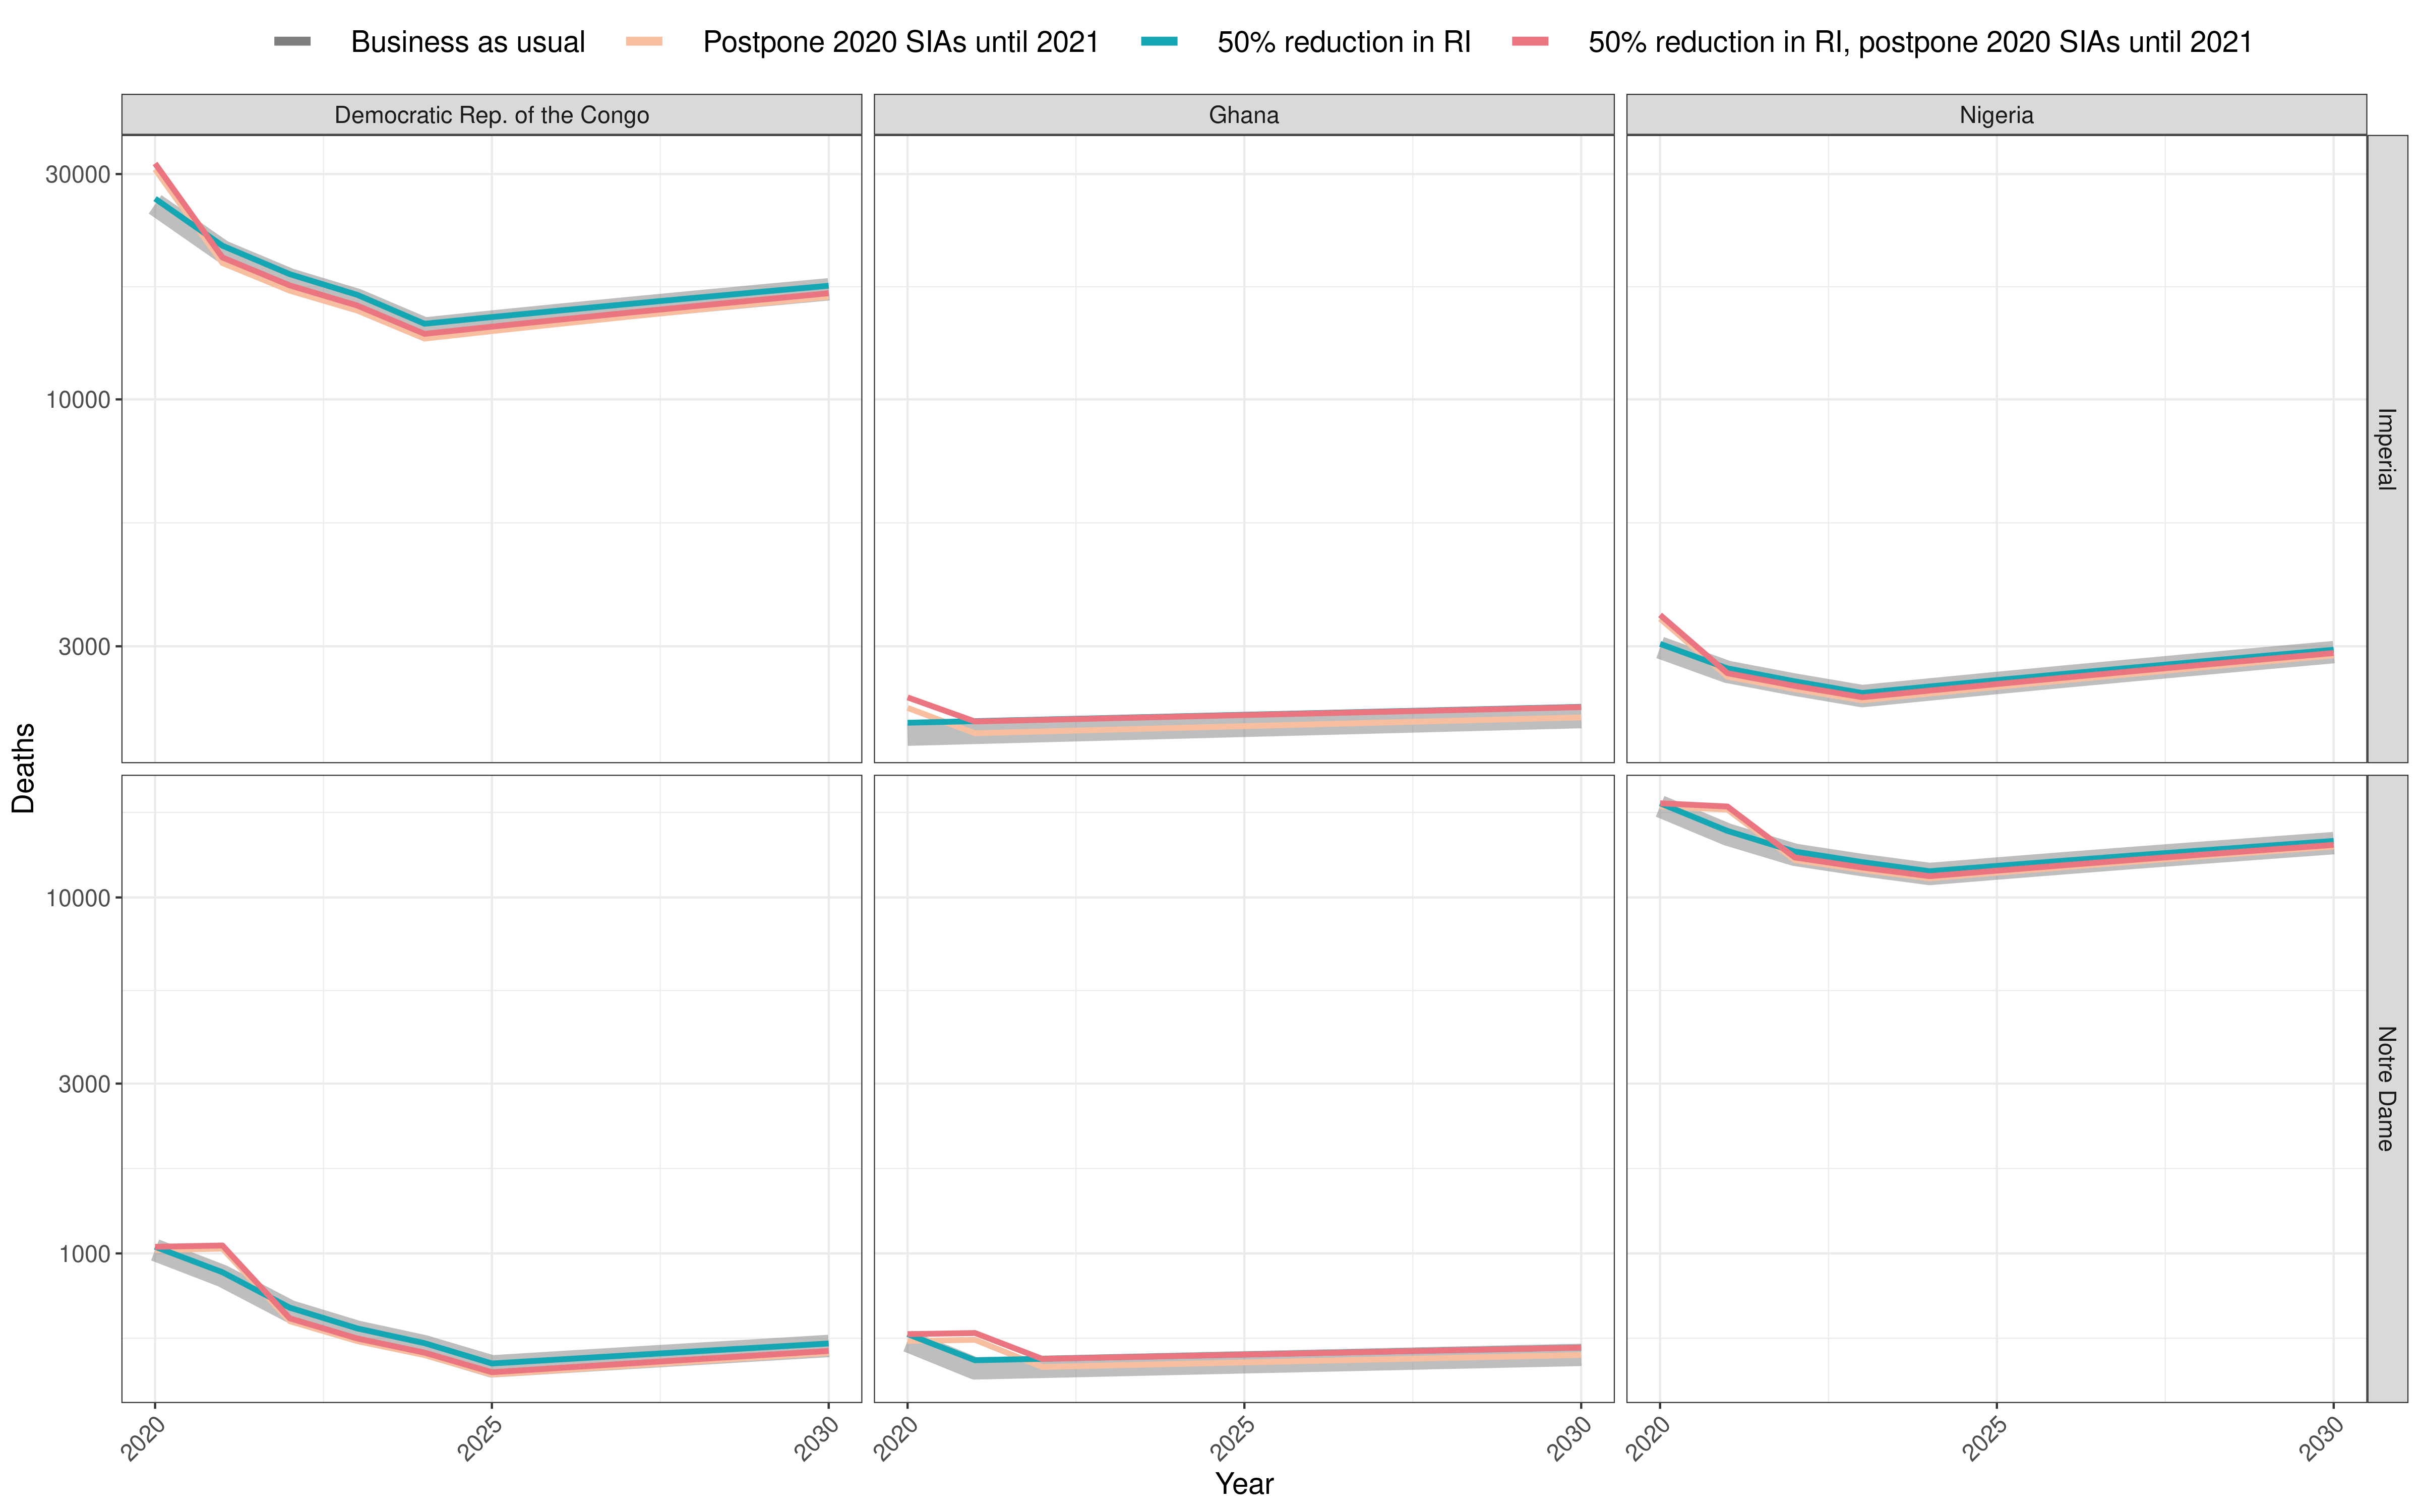 Business as usual
Postpone 2020 SIAs until 2021
50% reduction in RI
50% reduction in RI, postpone 2020 SIAs until 2021
Democratic Rep. of the Congo
Ghana
Nigeria
30000
10000
3000
Imperial
Deaths
10000
3000
1000
Notre Dame
2020
2025
2030
2020
2025
2030
2020
2025
2030
Year